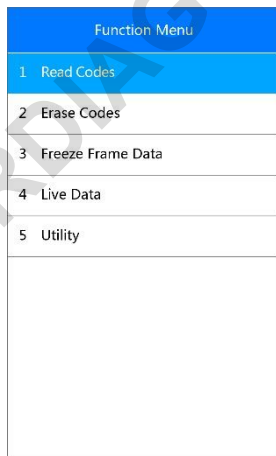 Function Menu
1 Read Codes
2 Erase Codes
3 Freeze Frame Data
4 Live Data
5 Utility